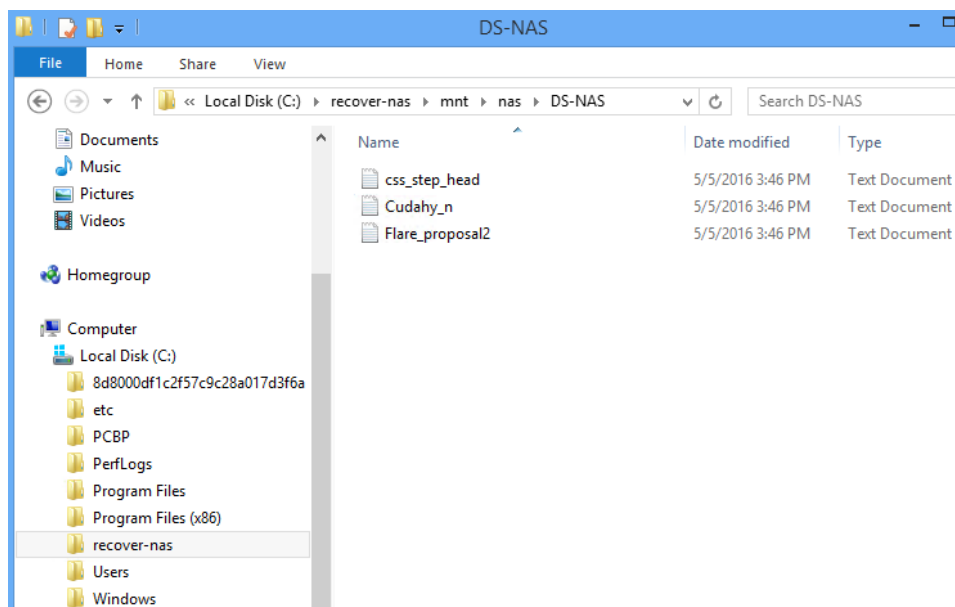 DS-NAS
File Home Share View
« Local Disk (C:) recover-nas mnt nas DS-NAS Search DS-NAS
Documents
Music
Pictures
Videos
Homegroup
Computer
Local Disk (C:)
8d8000df1c2f57c9c28a017d3f6a
etc
PCBP
PerfLogs
Program Files
Program Files (x86)
recover-nas
Users
Windows
Name Date modified Type
css_step_head 5/5/2016 3:46 PM Text Document
Cudahy_n 5/5/2016 3:46 PM Text Document
Flare_proposal2 5/5/2016 3:46 PM Text Document